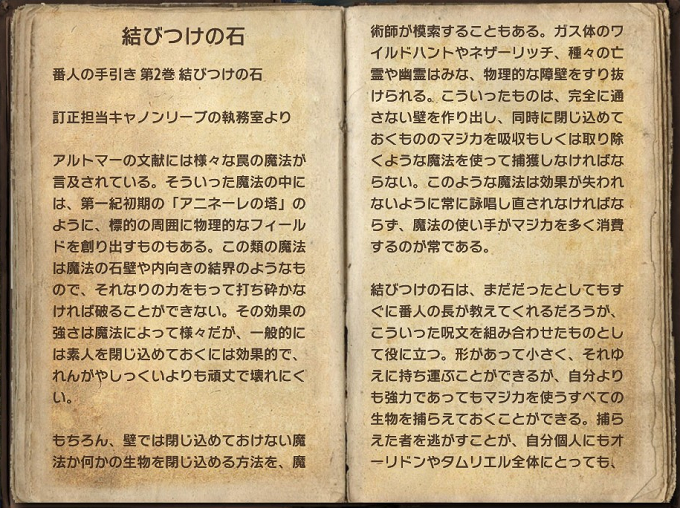 結びつけの石
番人の手引き 第2巻 結びつけの石
訂正担当キャノンリーブの執務室より
アルトマーの文献には様々な罠の魔法が
言及されている。そういった魔法の中に
は、第一紀初期の「アニネーレの塔」の
ように、標的の周囲に物理的なフィール
ドを創り出すものもある。この類の魔法
は魔法の石壁や内向きの結界のようなも
ので、それなりの力をもって打ち砕かな
ければ破ることができない。その効果の
強さは魔法によって様々だが、一般的に
は素人を閉じ込めておくには効果的で、
れんがやしっくいよりも頑丈で壊れにく
い。
もちろん、壁では閉じ込めておけない魔
法か何かの生物を閉じ込める方法を、魔
術師が模索することもある。ガス体のワ
イルドハントやネザーリッチ、種々の亡
霊や幽霊はみな、物理的な障壁をすり抜
けられる。こういったものは、完全に通
さない壁を作り出し、同時に閉じ込めて
おくもののマジカを吸収もしくは取り除
くような魔法を使って捕獲しなければな
らない。このような魔法は効果が失われ
ないように常に詠唱し直されなければな
らず、魔法の使い手がマジカを多く消費
するのが常である。
結びつけの石は、まだだったとしてもす
ぐに番人の長が教えてくれるだろうが、
こういった呪文を組み合わせたものとし
て役に立つ。形があって小さく、それゆ
えに持ち運ぶことができるが、自分より
も強力であってもマジカを使うすべての
生物を捕らえておくことができる。捕ら
えた者を逃がすことが、自分個人にもオ
ーリドンやタムリエル全体にとっても、